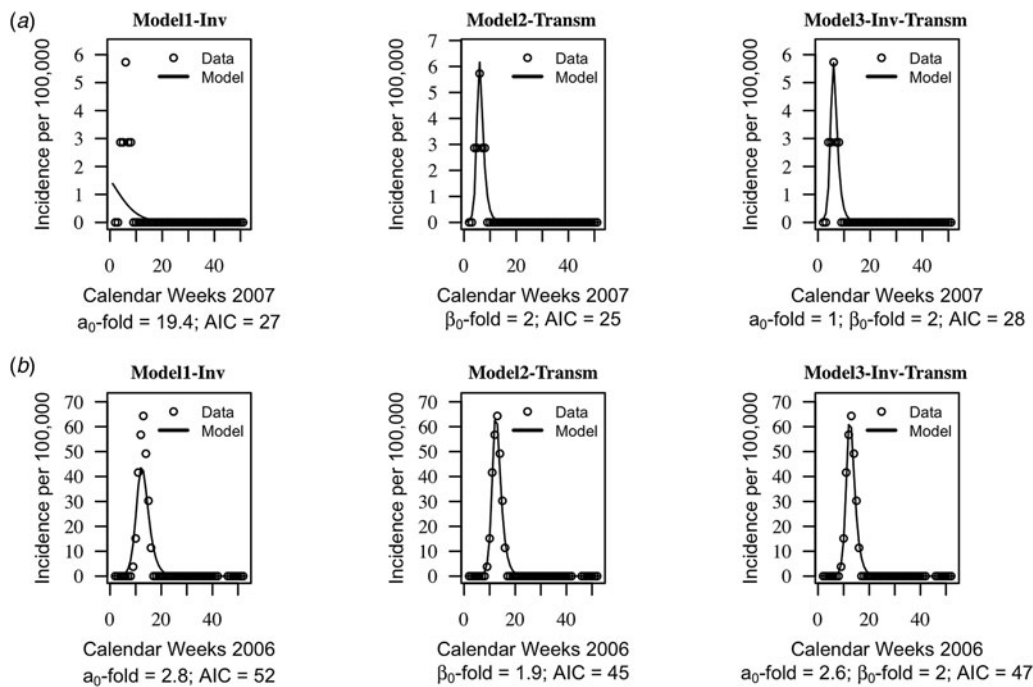 (a)
Model1-Inv
Incidence per 100,000
6
5
4
3
2
1
0
Data
Model
0 20 40
Calendar Weeks 2007
a₀-fold = 19.4; AIC = 27
Model2-Transm
Incidence per 100,000
7
6
5
4
3
2
1
0
Data
Model
0 20 40
Calendar Weeks 2007
β₀-fold = 2; AIC = 25
Model3-Inv-Transm
Incidence per 100,000
6
5
4
3
2
1
0
Data
Model
0 20 40
Calendar Weeks 2007
a₀-fold = 1; β₀-fold = 2; AIC = 28
(b)
Model1-Inv
Incidence per 100,000
70
60
50
40
30
20
10
0
Data
Model
0 20 40
Calendar Weeks 2006
a₀-fold = 2.8; AIC = 52
Model2-Transm
Incidence per 100,000
70
60
50
40
30
20
10
0
Data
Model
0 20 40
Calendar Weeks 2006
β₀-fold = 1.9; AIC = 45
Model3-Inv-Transm
Incidence per 100,000
70
60
50
40
30
20
10
0
Data
Model
0 20 40
Calendar Weeks 2006
a₀-fold = 2.6; β₀-fold = 2; AIC = 47